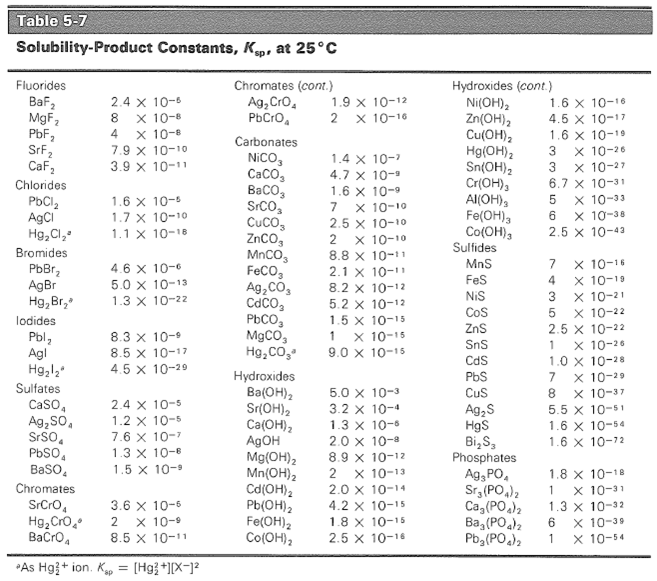 Table 5-7
Solubility-Product Constants, Kₛₚ, at 25°C
Fluorides
BaF₂ 2.4 × 10⁻⁵
MgF₂ 8 × 10⁻⁸
PbF₂ 4 × 10⁻⁸
SrF₂ 7.9 × 10⁻¹⁰
CaF₂ 3.9 × 10⁻¹¹
Chlorides
PbCl₂ 1.6 × 10⁻⁵
AgCl 1.7 × 10⁻¹⁰
Hg₂Cl₂ᵃ 1.1 × 10⁻¹⁸
Bromides
PbBr₂ 4.6 × 10⁻⁶
AgBr 5.0 × 10⁻¹³
Hg₂Br₂ᵃ 1.3 × 10⁻²²
Iodides
PbI₂ 8.3 × 10⁻⁹
AgI 8.5 × 10⁻¹⁷
Hg₂I₂ᵃ 4.5 × 10⁻²⁹
Sulfates
CaSO₄ 2.4 × 10⁻⁵
Ag₂SO₄ 1.2 × 10⁻⁵
SrSO₄ 7.6 × 10⁻⁷
PbSO₄ 1.3 × 10⁻⁸
BaSO₄ 1.5 × 10⁻⁹
Chromates
SrCrO₄ 3.6 × 10⁻⁵
Hg₂CrO₄ᵃ 2 × 10⁻⁹
BaCrO₄ 8.5 × 10⁻¹¹
Chromates (cont.)
Ag₂CrO₄ 1.9 × 10⁻¹²
PbCrO₄ 2 × 10⁻¹⁶
Carbonates
NiCO₃ 1.4 × 10⁻⁷
CaCO₃ 4.7 × 10⁻⁹
BaCO₃ 1.6 × 10⁻⁹
SrCO₃ 7 × 10⁻¹⁰
CuCO₃ 2.5 × 10⁻¹⁰
ZnCO₃ 2 × 10⁻¹⁰
MnCO₃ 8.8 × 10⁻¹¹
FeCO₃ 2.1 × 10⁻¹¹
Ag₂CO₃ 8.2 × 10⁻¹²
CdCO₃ 5.2 × 10⁻¹²
PbCO₃ 1.5 × 10⁻¹⁵
MgCO₃ 1 × 10⁻¹⁵
Hg₂CO₃ᵃ 9.0 × 10⁻¹⁵
Hydroxides
Ba(OH)₂ 5.0 × 10⁻³
Sr(OH)₂ 3.2 × 10⁻⁴
Ca(OH)₂ 1.3 × 10⁻⁶
AgOH 2.0 × 10⁻⁸
Mg(OH)₂ 8.9 × 10⁻¹²
Mn(OH)₂ 2 × 10⁻¹³
Cd(OH)₂ 2.0 × 10⁻¹⁴
Pb(OH)₂ 4.2 × 10⁻¹⁵
Fe(OH)₂ 1.8 × 10⁻¹⁵
Co(OH)₂ 2.5 × 10⁻¹⁶
Hydroxides (cont.)
Ni(OH)₂ 1.6 × 10⁻¹⁶
Zn(OH)₂ 4.5 × 10⁻¹⁷
Cu(OH)₂ 1.6 × 10⁻¹⁹
Hg(OH)₂ 3 × 10⁻²⁶
Sn(OH)₂ 3 × 10⁻²⁷
Cr(OH)₃ 6.7 × 10⁻³¹
Al(OH)₃ 5 × 10⁻³³
Fe(OH)₃ 6 × 10⁻³⁸
Co(OH)₃ 2.5 × 10⁻⁴³
Sulfides
MnS 7 × 10⁻¹⁶
FeS 4 × 10⁻¹⁹
NiS 3 × 10⁻²¹
CoS 5 × 10⁻²²
ZnS 2.5 × 10⁻²²
SnS 1 × 10⁻²⁶
CdS 1.0 × 10⁻²⁸
PbS 7 × 10⁻²⁹
CuS 8 × 10⁻³⁷
Ag₂S 5.5 × 10⁻⁵¹
HgS 1.6 × 10⁻⁵⁴
Bi₂S₃ 1.6 × 10⁻⁷²
Phosphates
Ag₃PO₄ 1.8 × 10⁻¹⁸
Sr₃(PO₄)₂ 1 × 10⁻³¹
Ca₃(PO₄)₂ 1.3 × 10⁻³²
Ba₃(PO₄)₂ 6 × 10⁻³⁹
Pb₃(PO₄)₂ 1 × 10⁻⁵⁴
ᵃAs Hg₂²⁺ ion. Kₛₚ = [Hg₂²⁺][X⁻]²